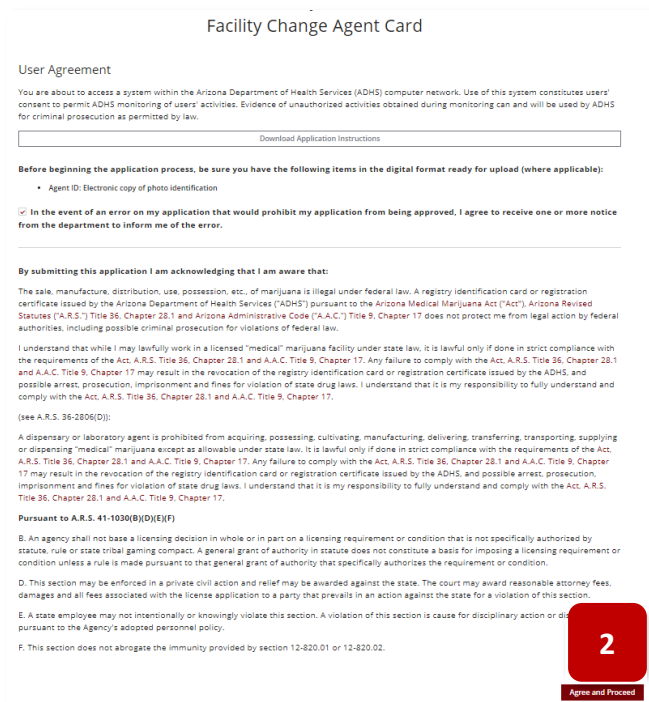 Facility Change Agent Card
User Agreement
You are about to access a system within the Arizona Department of Health Services (ADHS) computer network. Use of this system constitutes users'
consent to permit ADHS monitoring of users' activities. Evidence of unauthorized activities obtained during monitoring can and will be used by ADHS
for criminal prosecution as permitted by law.
Download Application Instructions
Before beginning the application process, be sure you have the following items in the digital format ready for upload (where applicable):
• Agent ID: Electronic copy of photo identification
In the event of an error on my application that would prohibit my application from being approved, I agree to receive one or more notice
from the department to inform me of the error.
By submitting this application I am acknowledging that I am aware that:
The sale, manufacture, distribution, use, possession, etc., of marijuana is illegal under federal law. A registry identification card or registration
certificate issued by the Arizona Department of Health Services ("ADHS") pursuant to the Arizona Medical Marijuana Act ("Act"), Arizona Revised
Statutes ("A.R.S.") Title 36, Chapter 28.1 and Arizona Administrative Code ("A.A.C.") Title 9, Chapter 17 does not protect me from legal action by federal
authorities, including possible criminal prosecution for violations of federal law.
I understand that while I may lawfully work in a licensed "medical" marijuana facility under state law, it is lawful only if done in strict compliance with
the requirements of the Act, A.R.S. Title 36, Chapter 28.1 and A.A.C. Title 9, Chapter 17. Any failure to comply with the Act, A.R.S. Title 36, Chapter 28.1
and A.A.C. Title 9, Chapter 17 may result in the revocation of the registry identification card or registration certificate issued by the ADHS, and
possible arrest, prosecution, imprisonment and fines for violation of state drug laws. I understand that it is my responsibility to fully understand and
comply with the Act, A.R.S. Title 36, Chapter 28.1 and A.A.C. Title 9, Chapter 17.
(see A.R.S. 36-2806(D)):
A dispensary or laboratory agent is prohibited from acquiring, possessing, cultivating, manufacturing, delivering, transferring, transporting, supplying
or dispensing "medical" marijuana except as allowable under state law. It is lawful only if done in strict compliance with the requirements of the Act,
A.R.S. Title 36, Chapter 28.1 and A.A.C. Title 9, Chapter 17. Any failure to comply with the Act, A.R.S. Title 36, Chapter 28.1 and A.A.C. Title 9, Chapter
17 may result in the revocation of the registry identification card or registration certificate issued by the ADHS, and possible arrest, prosecution,
imprisonment and fines for violation of state drug laws. I understand that it is my responsibility to fully understand and comply with the Act, A.R.S.
Title 36, Chapter 28.1 and A.A.C. Title 9, Chapter 17.
Pursuant to A.R.S. 41-1030(B)(D)(E)(F)
B. An agency shall not base a licensing decision in whole or in part on a licensing requirement or condition that is not specifically authorized by
statute, rule or state tribal gaming compact. A general grant of authority in statute does not constitute a basis for imposing a licensing requirement or
condition unless a rule is made pursuant to that general grant of authority that specifically authorizes the requirement or condition.
D. This section may be enforced in a private civil action and relief may be awarded against the state. The court may award reasonable attorney fees,
damages and all fees associated with the license application to a party that prevails in an action against the state for a violation of this section.
E. A state employee may not intentionally or knowingly violate this section. A violation of this section is cause for disciplinary action or
pursuant to the Agency's adopted personnel policy.
F. This section does not abrogate the immunity provided by section 12-820.01 or 12-820.02.
2
Agree and Proceed